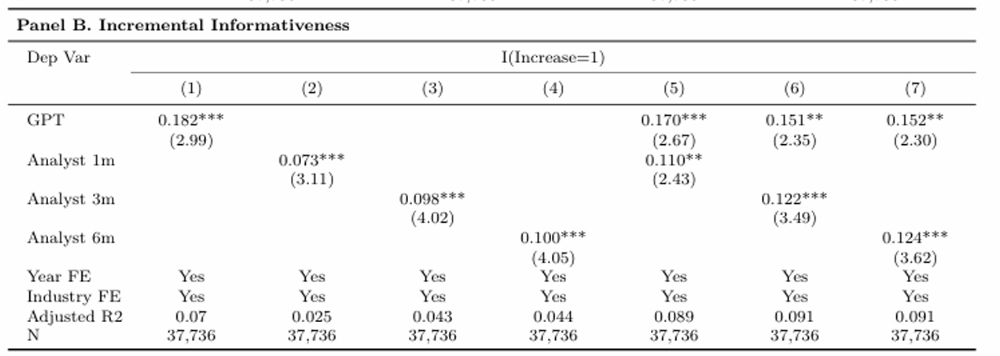 Panel B. Incremental Informativeness
Dep Var I(Increase=1)
(1) (2) (3) (4) (5) (6) (7)
GPT 0.182*** 0.170*** 0.151** 0.152**
(2.99) (2.67) (2.35) (2.30)
Analyst 1m 0.073*** 0.110**
(3.11) (2.43)
Analyst 3m 0.098*** 0.122***
(4.02) (3.49)
Analyst 6m 0.100*** 0.124***
(4.05) (3.62)
Year FE Yes Yes Yes Yes Yes Yes Yes
Industry FE Yes Yes Yes Yes Yes Yes Yes
Adjusted R2 0.07 0.025 0.043 0.044 0.089 0.091 0.091
N 37,736 37,736 37,736 37,736 37,736 37,736 37,736